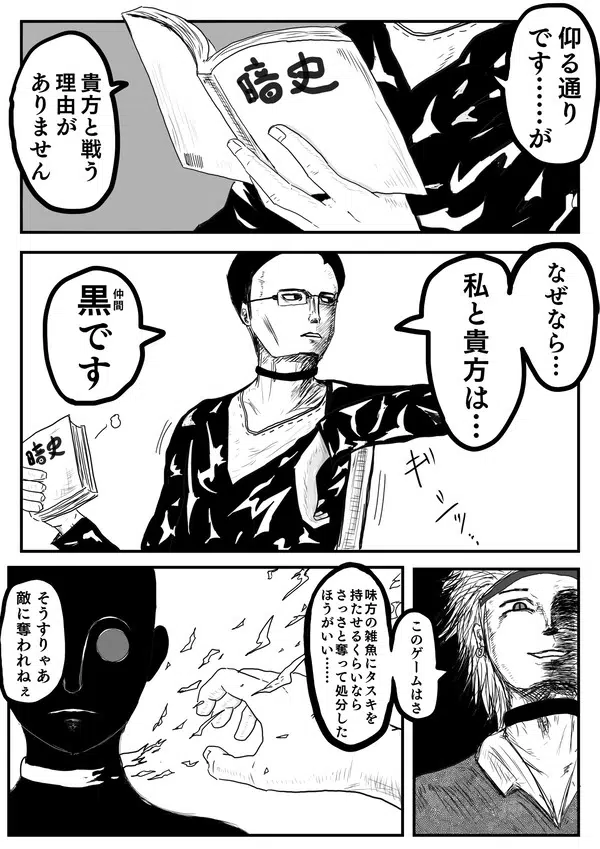 仰る通り
です……が
暗史
貴方と戦う
理由が
ありません
なぜなら…
私と貴方は…
黒です
仲間
暗史
ギッ
このゲームはさ
味方の雑魚にタスキを
持たせるくらいなら
さっさと奪って処分した
ほうがいい……
そうすりゃあ
敵に奪われねぇ